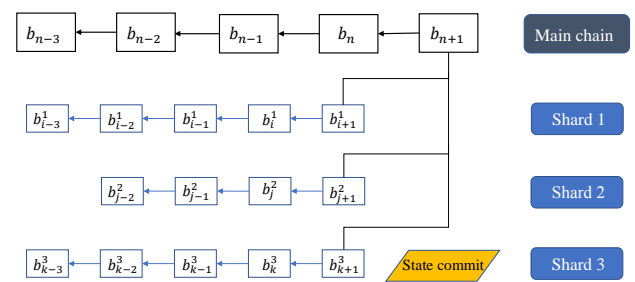 b_{n-3} b_{n-2} b_{n-1} b_n b_{n+1} Main chain
b^1_{i-3} b^1_{i-2} b^1_{i-1} b^1_i b^1_{i+1} Shard 1
b^2_{j-2} b^2_{j-1} b^2_j b^2_{j+1} Shard 2
b^3_{k-3} b^3_{k-2} b^3_{k-1} b^3_k b^3_{k+1} State commit Shard 3